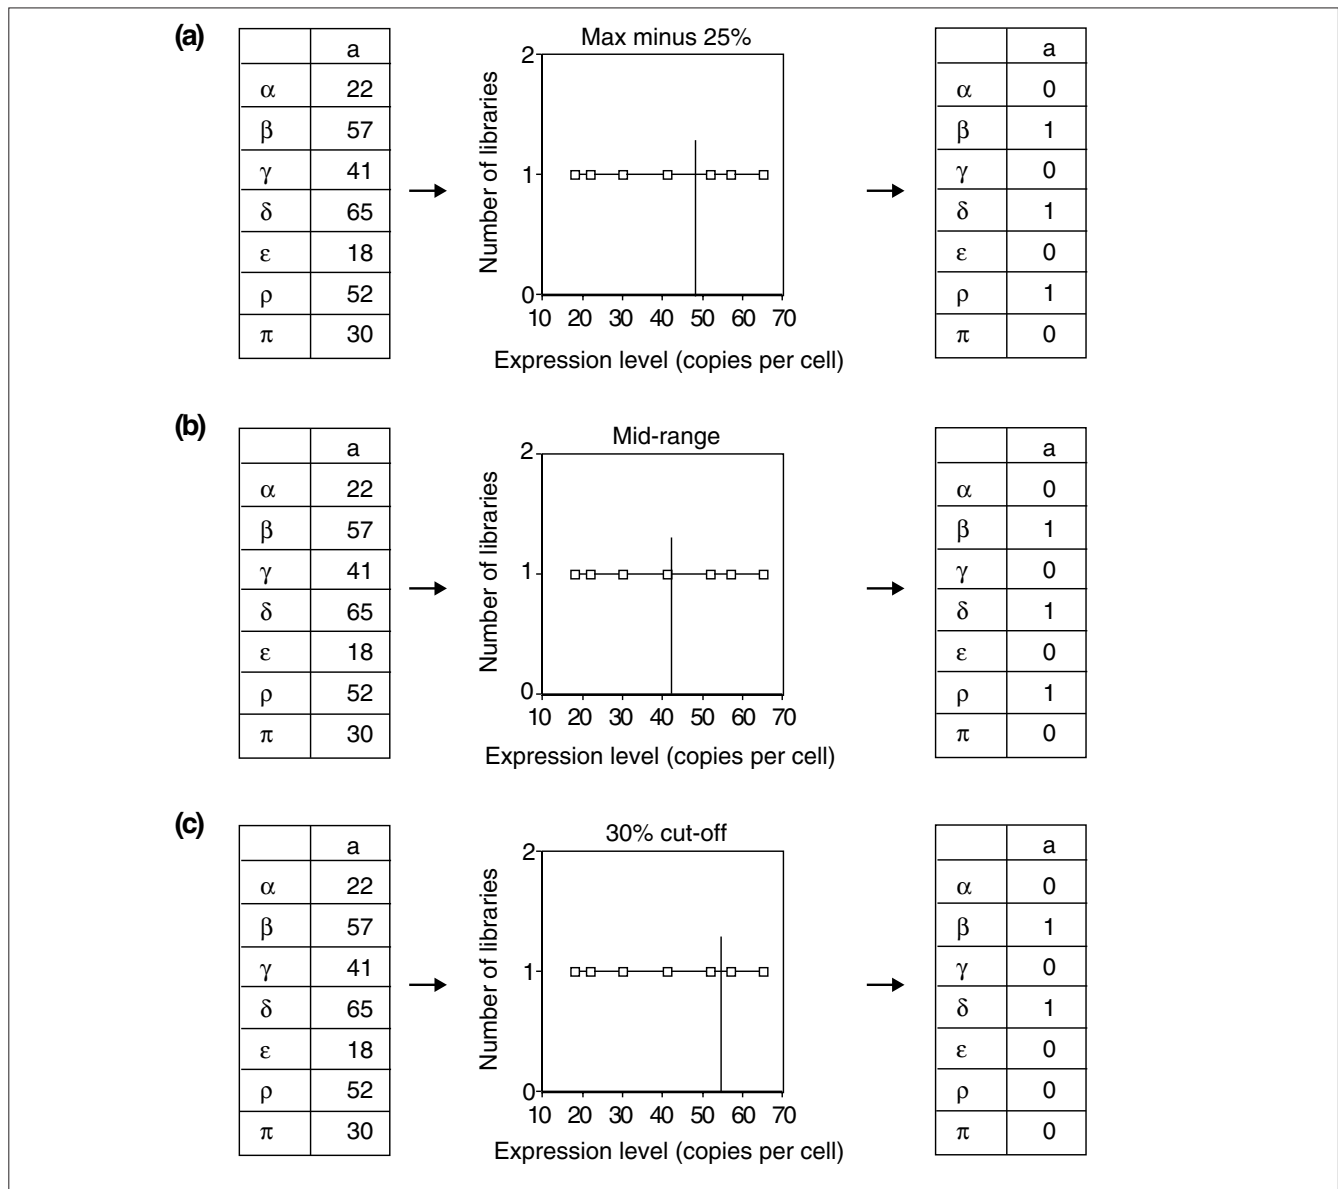 (a)
a
α 22
β 57
γ 41
δ 65
ε 18
ρ 52
π 30
Max minus 25%
Number of libraries
2
1
0
10 20 30 40 50 60 70
Expression level (copies per cell)
a
α 0
β 1
γ 0
δ 1
ε 0
ρ 1
π 0
(b)
a
α 22
β 57
γ 41
δ 65
ε 18
ρ 52
π 30
Mid-range
Number of libraries
2
1
0
10 20 30 40 50 60 70
Expression level (copies per cell)
a
α 0
β 1
γ 0
δ 1
ε 0
ρ 1
π 0
(c)
a
α 22
β 57
γ 41
δ 65
ε 18
ρ 52
π 30
30% cut-off
Number of libraries
2
1
0
10 20 30 40 50 60 70
Expression level (copies per cell)
a
α 0
β 1
γ 0
δ 1
ε 0
ρ 0
π 0